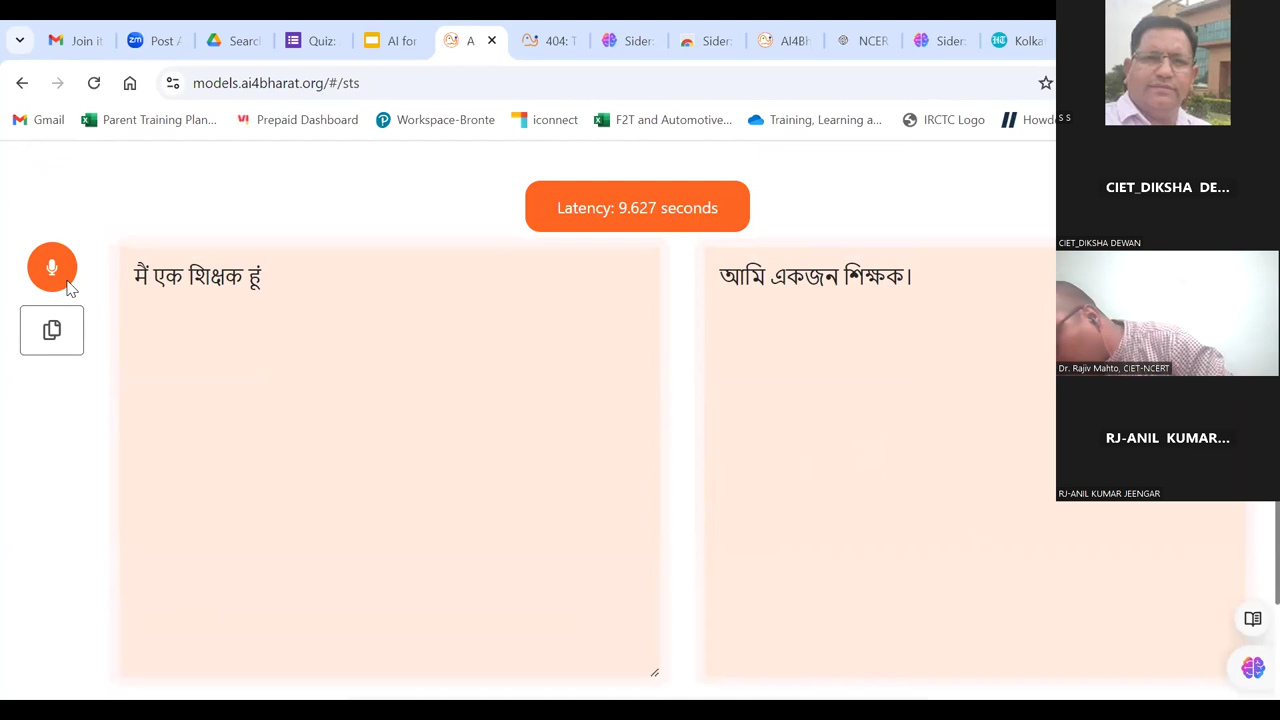 Join it
Post A
Search
Quiz:
AI for
A
404: T
Sider:
Sider:
AI4BH
NCER
Sider:
Kolka
models.ai4bharat.org/#/sts
Gmail
Parent Training Plan...
Prepaid Dashboard
Workspace-Bronte
iconnect
F2T and Automotive...
Training, Learning a...
IRCTC Logo
Howdy
S S
CIET_DIKSHA DE...
CIET_DIKSHA DEWAN
Latency: 9.627 seconds
मैं एक शिक्षक हूं
আমি একজন শিক্ষক।
Dr. Rajiv Mahto, CIET-NCERT
RJ-ANIL KUMAR...
RJ-ANIL KUMAR JEENGAR